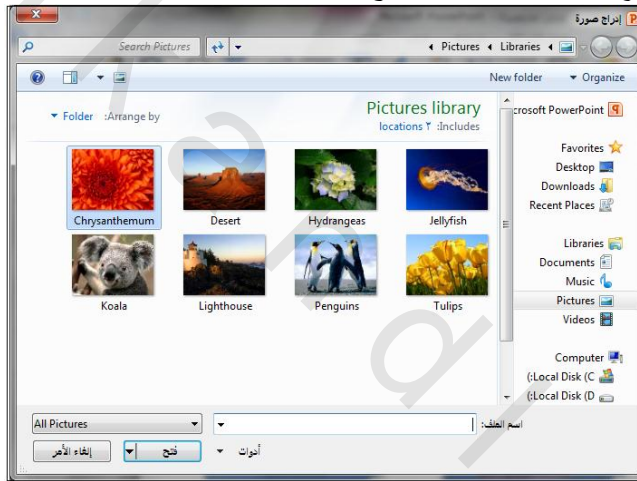 إدراج صورة
Libraries
Pictures
Search Pictures
Organize
New folder
crosoft PowerPoint
Favorites
Desktop
Downloads
Recent Places
Libraries
Documents
Music
Pictures
Videos
Computer
Local Disk (C:)
Local Disk (D:)
Pictures library
Includes: ٢ locations
Arrange by: Folder
Chrysanthemum
Desert
Hydrangeas
Jellyfish
Koala
Lighthouse
Penguins
Tulips
اسم الملف:
All Pictures
أدوات
فتح
إلغاء الأمر